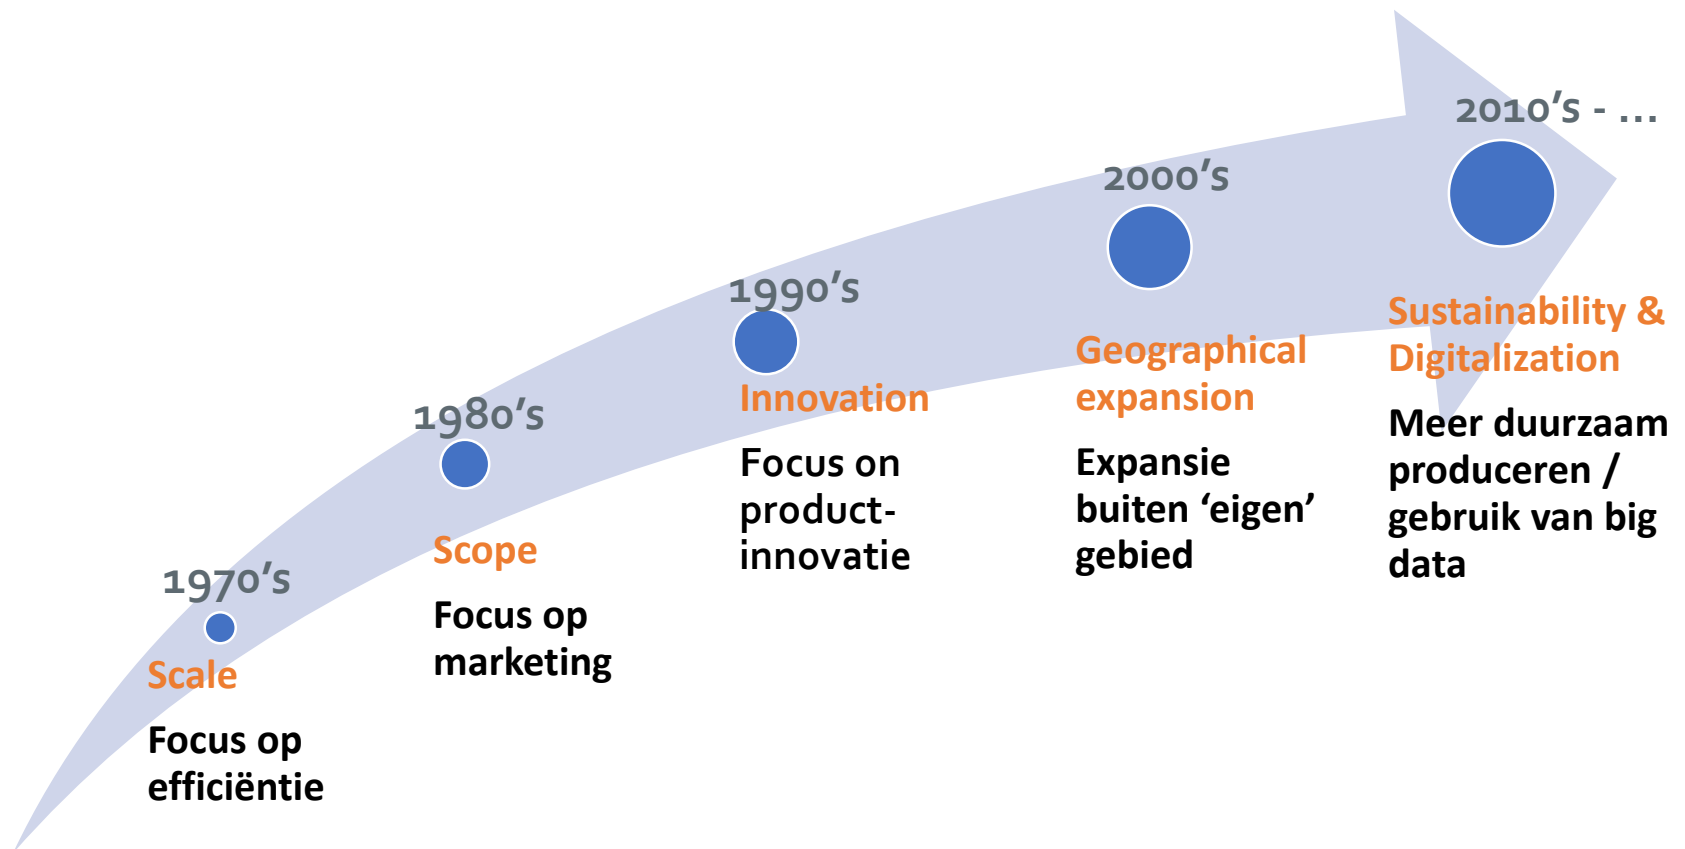 1970's
Scale
Focus op
efficiëntie
1980's
Scope
Focus op
marketing
1990's
Innovation
Focus on
product-
innovatie
2000's
Geographical
expansion
Expansie
buiten ‘eigen’
gebied
2010's - ...
Sustainability &
Digitalization
Meer duurzaam
produceren /
gebruik van big
data